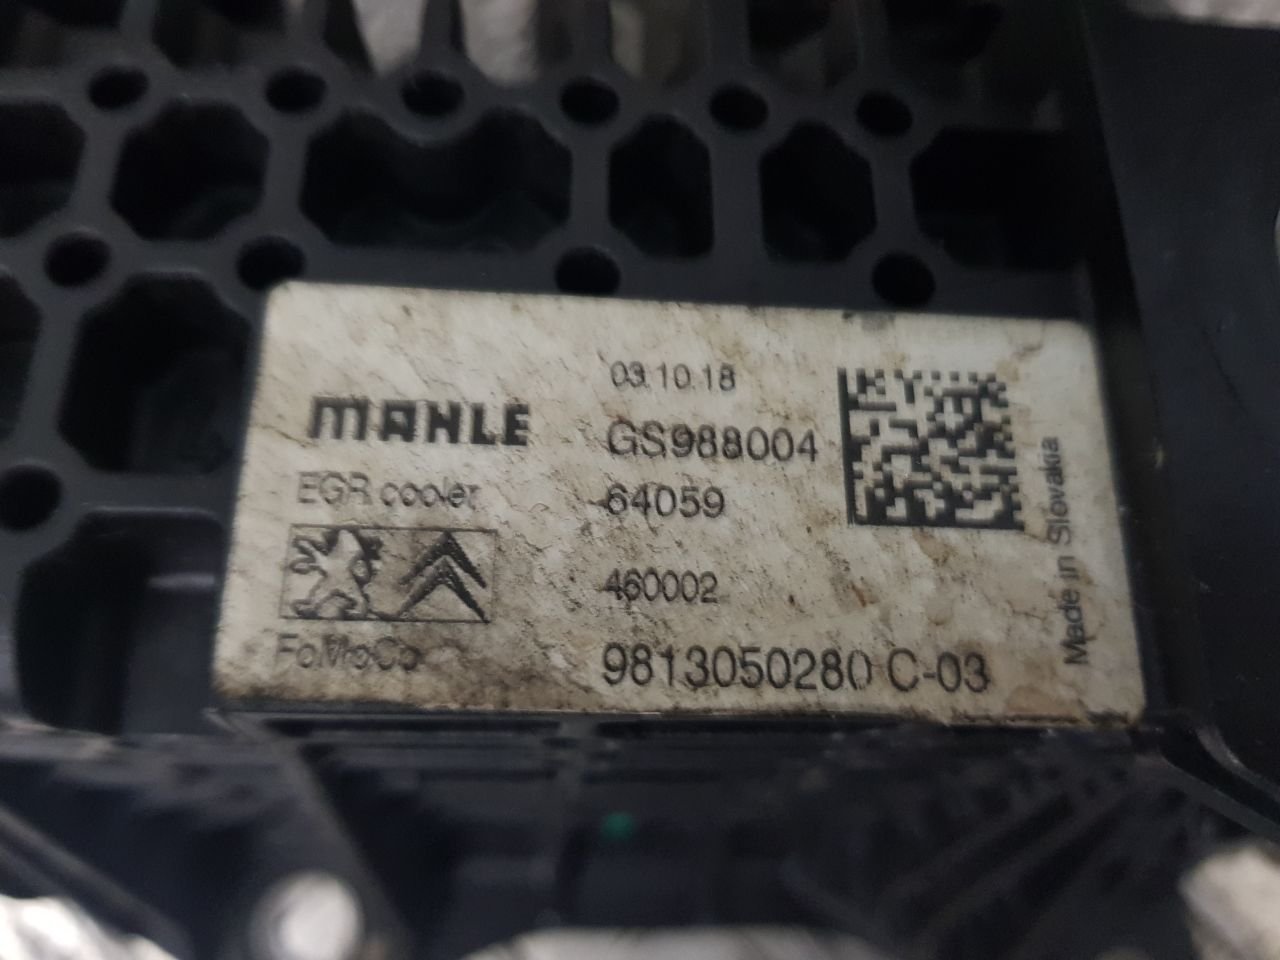 MAHLE
EGR cooler
FoMoCo
03.10.18
GS988004
64059
460002
9813050280 C-03
Made in Slovakia